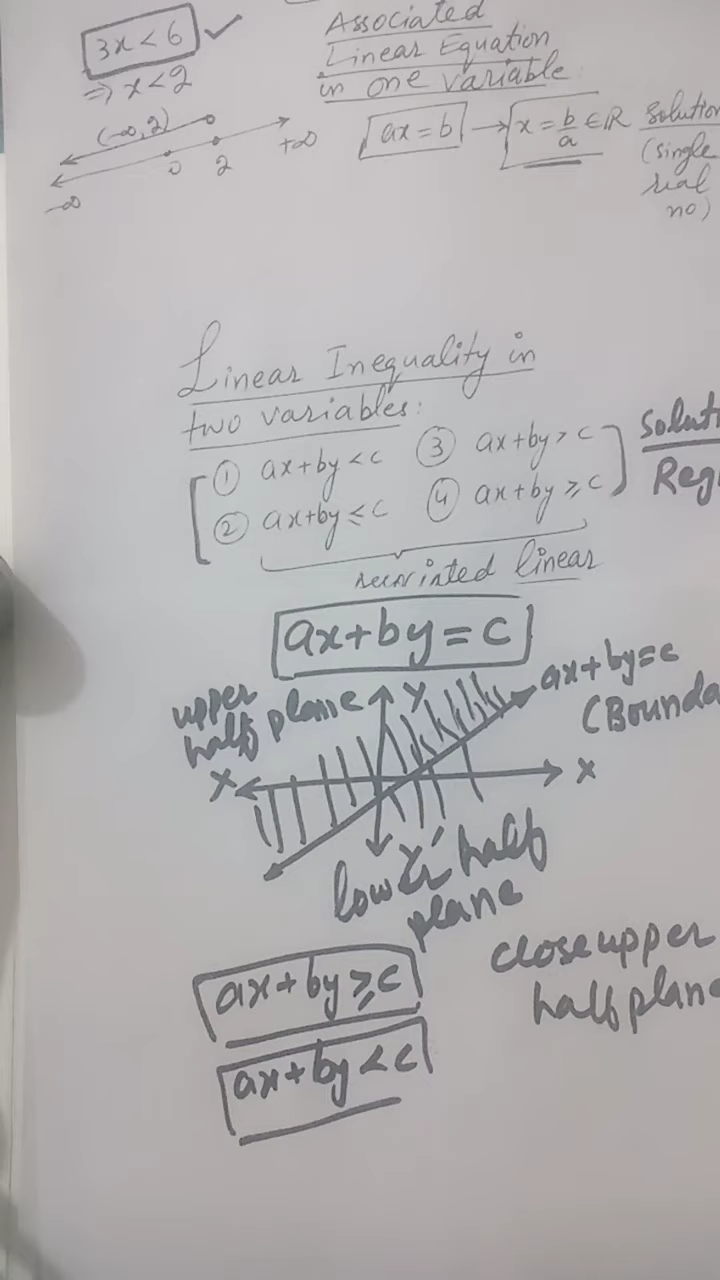 3x < 6 ✓
⇒ x < 2
(-∞, 2)
-∞ 0 2 +∞
Associated
Linear Equation
in one variable
ax = b → x = b/a ∈ IR
Solution
(single
real
no)
Linear Inequality in
two variables:
① ax+by < c ③ ax+by > c
② ax+by ≤ c ④ ax+by ≥ c
Soluti
Reg
linear
ax+by = c
upper
half plane
Y
ax+by=c
(Bounda
X X
Y'
lower half
plane
ax+by ≥ c
ax+by < c
close upper
half plane